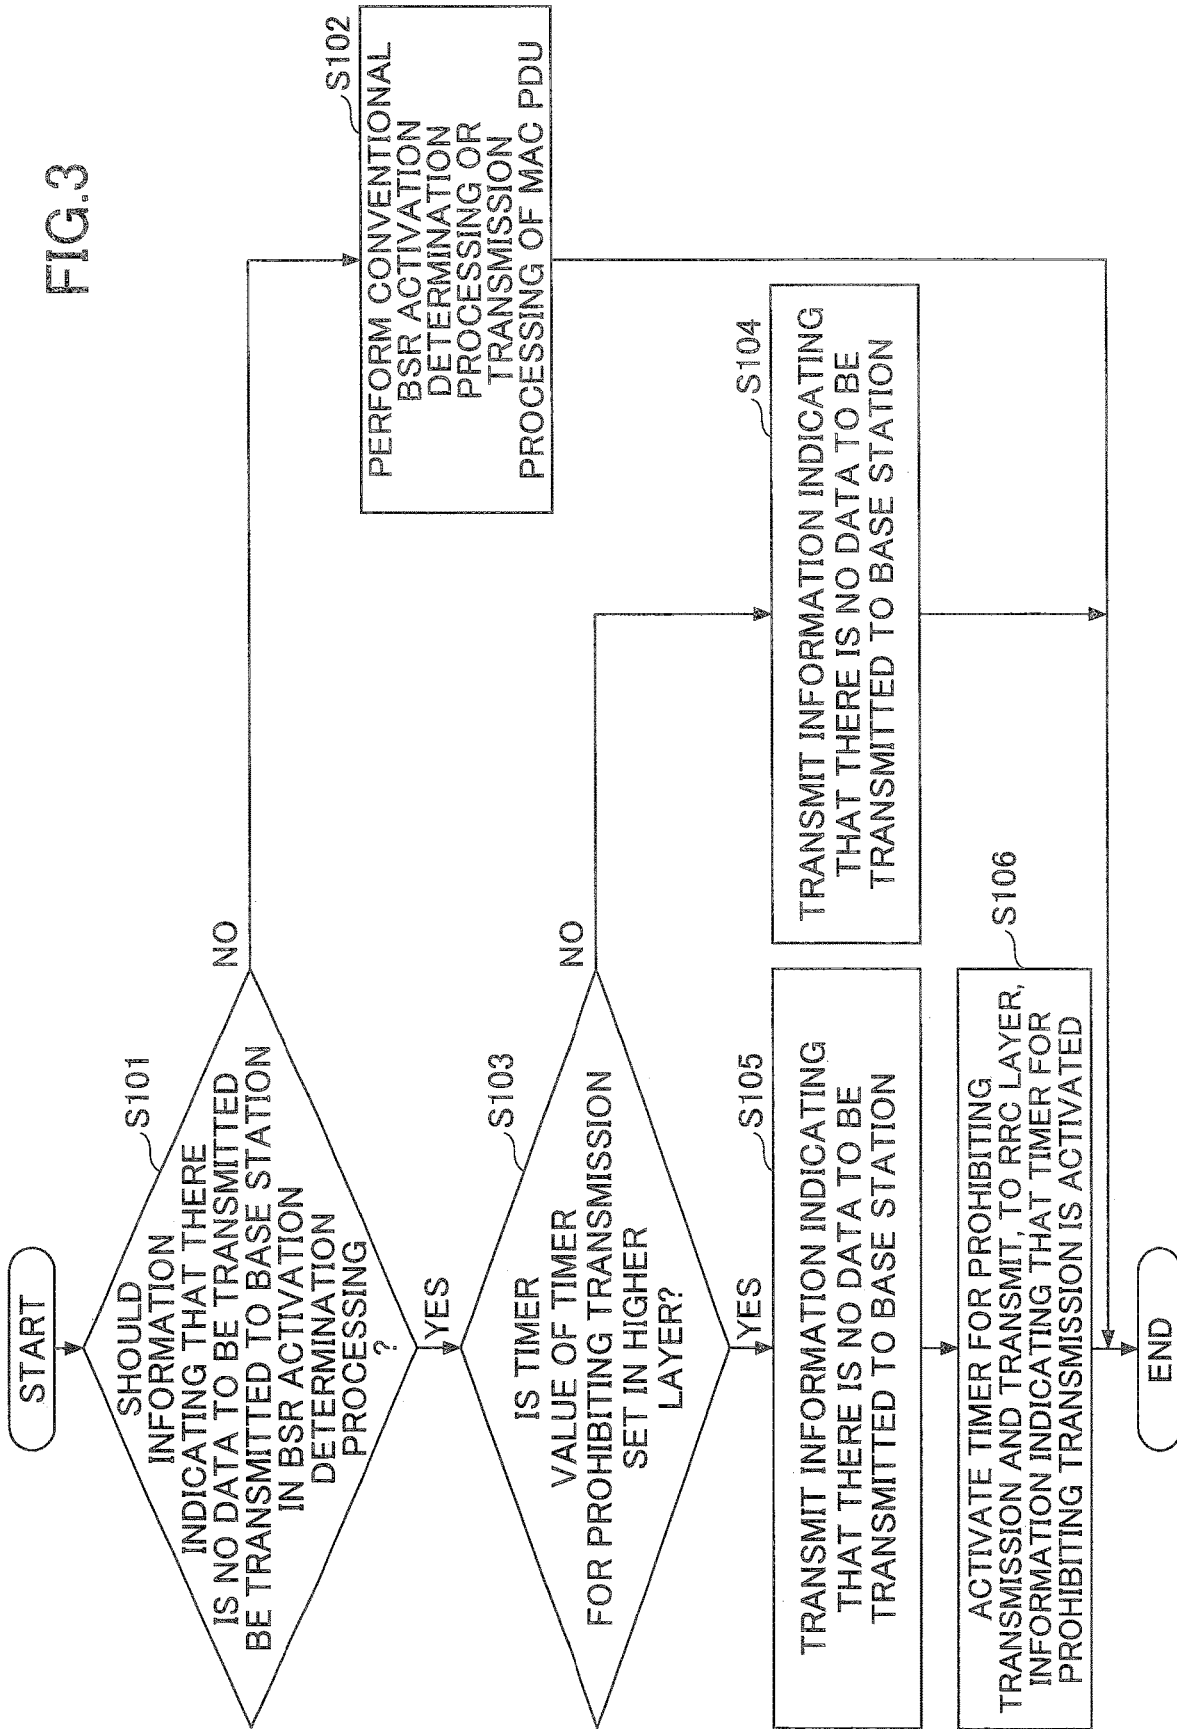 FIG.3
START
S101
SHOULD
INFORMATION
INDICATING THAT THERE
IS NO DATA TO BE TRANSMITTED
BE TRANSMITTED TO BASE STATION
IN BSR ACTIVATION
DETERMINATION
PROCESSING
?
NO
YES
S102
PERFORM CONVENTIONAL
BSR ACTIVATION
DETERMINATION
PROCESSING OR
TRANSMISSION
PROCESSING OF MAC PDU
S103
IS TIMER
VALUE OF TIMER
FOR PROHIBITING TRANSMISSION
SET IN HIGHER
LAYER?
NO
YES
S104
TRANSMIT INFORMATION INDICATING
THAT THERE IS NO DATA TO BE
TRANSMITTED TO BASE STATION
S105
TRANSMIT INFORMATION INDICATING
THAT THERE IS NO DATA TO BE
TRANSMITTED TO BASE STATION
S106
ACTIVATE TIMER FOR PROHIBITING
TRANSMISSION AND TRANSMIT, TO RRC LAYER,
INFORMATION INDICATING THAT TIMER FOR
PROHIBITING TRANSMISSION IS ACTIVATED
END